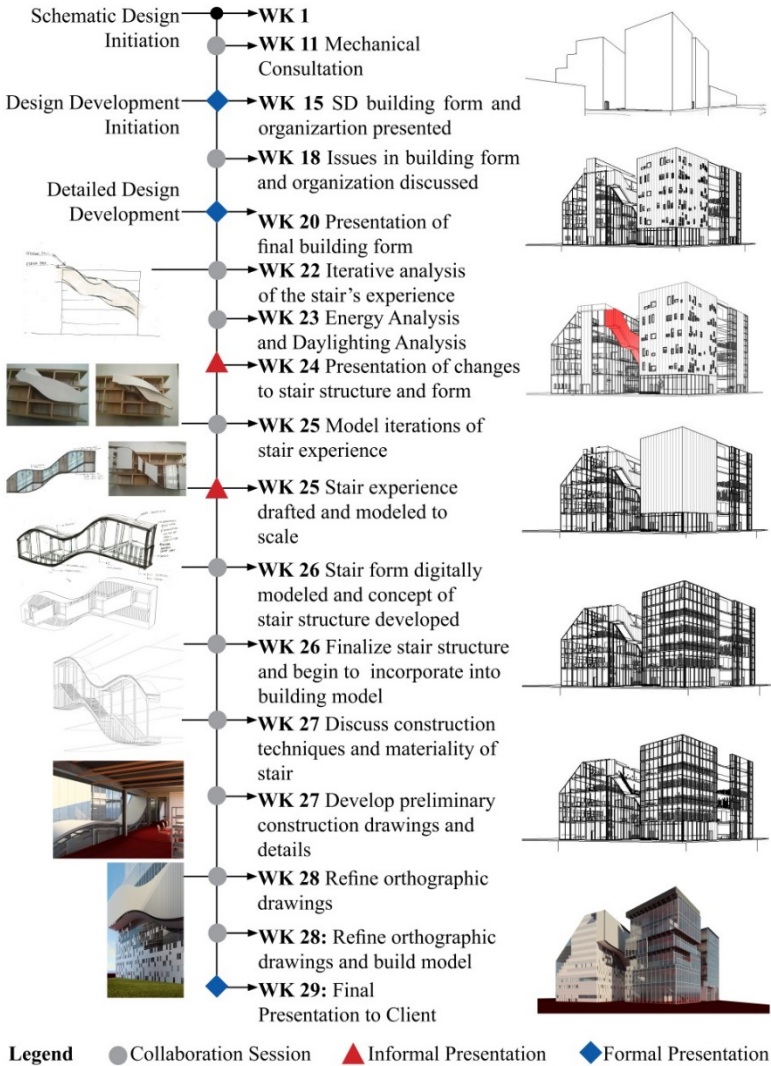 Schematic Design
Initiation
WK 1
WK 11 Mechanical
Consultation
Design Development
Initiation
WK 15 SD building form and
organizartion presented
WK 18 Issues in building form
and organization discussed
Detailed Design
Development
WK 20 Presentation of
final building form
WK 22 Iterative analysis
of the stair's experience
WK 23 Energy Analysis
and Daylighting Analysis
WK 24 Presentation of changes
to stair structure and form
WK 25 Model iterations of
stair experience
WK 25 Stair experience
drafted and modeled to
scale
WK 26 Stair form digitally
modeled and concept of
stair structure developed
WK 26 Finalize stair structure
and begin to incorporate into
building model
WK 27 Discuss construction
techniques and materiality of
stair
WK 27 Develop preliminary
construction drawings and
details
WK 28 Refine orthographic
drawings
WK 28: Refine orthographic
drawings and build model
WK 29: Final
Presentation to Client
Legend Collaboration Session Informal Presentation Formal Presentation